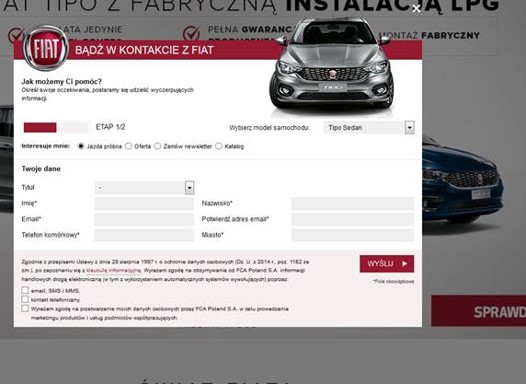 AT TIPO Z FABRYCZNĄ INSTALACJĄ LPG
ATA JEDYNIE
PEŁNA GWARANC
MONTAŻ FABRYCZNY
FIAT
BĄDŹ W KONTAKCIE Z FIAT
Jak możemy Ci pomóc?
Określ swoje oczekiwania, postaramy się udzielić wyczerpujących
informacji.
ETAP 1/2
Wybierz model samochodu:
Tipo Sedan
Interesuje mnie:
Jazda próbna
Oferta
Zamów newsletter
Katalog
Twoje dane
Tytuł
-
Imię*
Nazwisko*
Email*
Potwierdź adres email*
Telefon komórkowy*
Miasto*
Zgodnie z przepisami Ustawy z dnia 29 sierpnia 1997 r. o ochronie danych osobowych (Dz. U. z 2014 r., poz. 1182 ze
zm.), po zapoznaniu się z klauzulą informacyjną, Wyrażam zgodę na otrzymywanie od FCA Poland S.A. informacji
handlowych drogą elektroniczną (w tym z wykorzystaniem automatycznych systemów wywołujących) poprzez:
WYŚLIJ
*Pola obowiązkowe
email, SMS i MMS,
kontakt telefoniczny.
Wyrażam zgodę na przetwarzanie moich danych osobowych przez FCA Poland S.A. w celu prowadzenia
marketingu produktów i usług podmiotów współpracujących.
SPRAWD